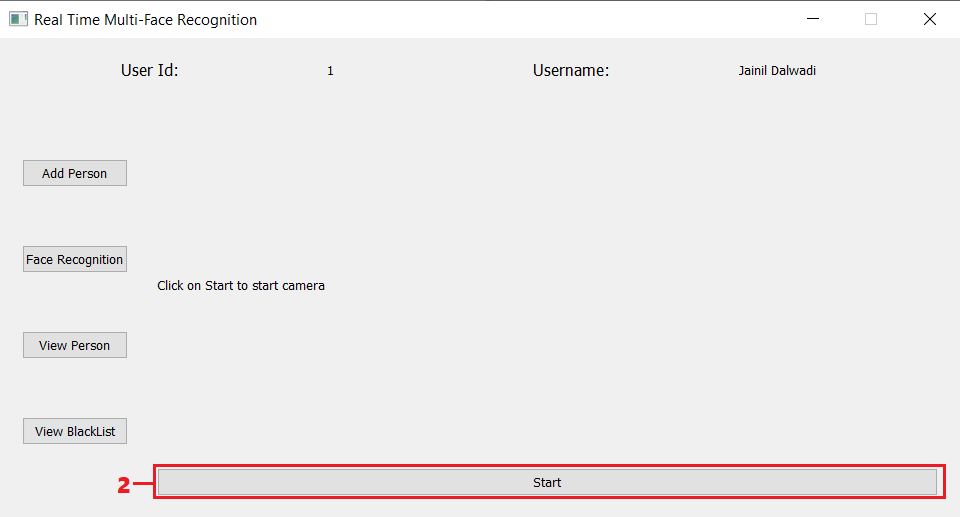 Real Time Multi-Face Recognition
User Id: 1 Username: Jainil Dalwadi
Add Person
Face Recognition
Click on Start to start camera
View Person
View BlackList
2 Start